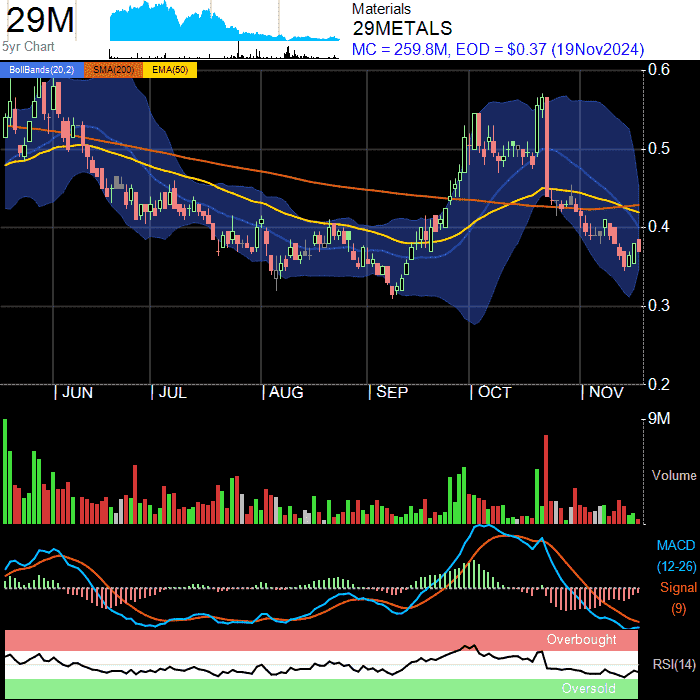 29M
5yr Chart
Materials
29METALS
MC = 259.8M, EOD = $0.37 (19Nov2024)
BollBands(20,2) SMA(200) EMA(50)
0.6
0.5
0.4
0.3
0.2
JUN JUL AUG SEP OCT NOV
9M
Volume
MACD
(12-26)
Signal
(9)
Overbought
RSI(14)
Oversold